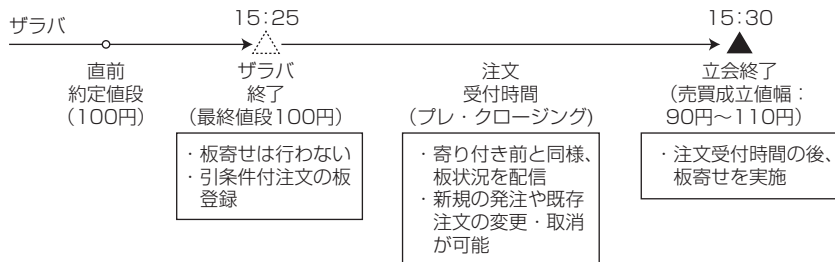 ザラバ
15:25
15:30
直前
約定値段
(100円)
ザラバ
終了
(最終値段100円)
注文
受付時間
(プレ・クロージング)
立会終了
(売買成立値幅:
90円〜110円)
・板寄せは行わない
・引条件付注文の板
登録
・寄り付き前と同様、
板状況を配信
・新規の発注や既存
注文の変更・取消
が可能
・注文受付時間の後、
板寄せを実施